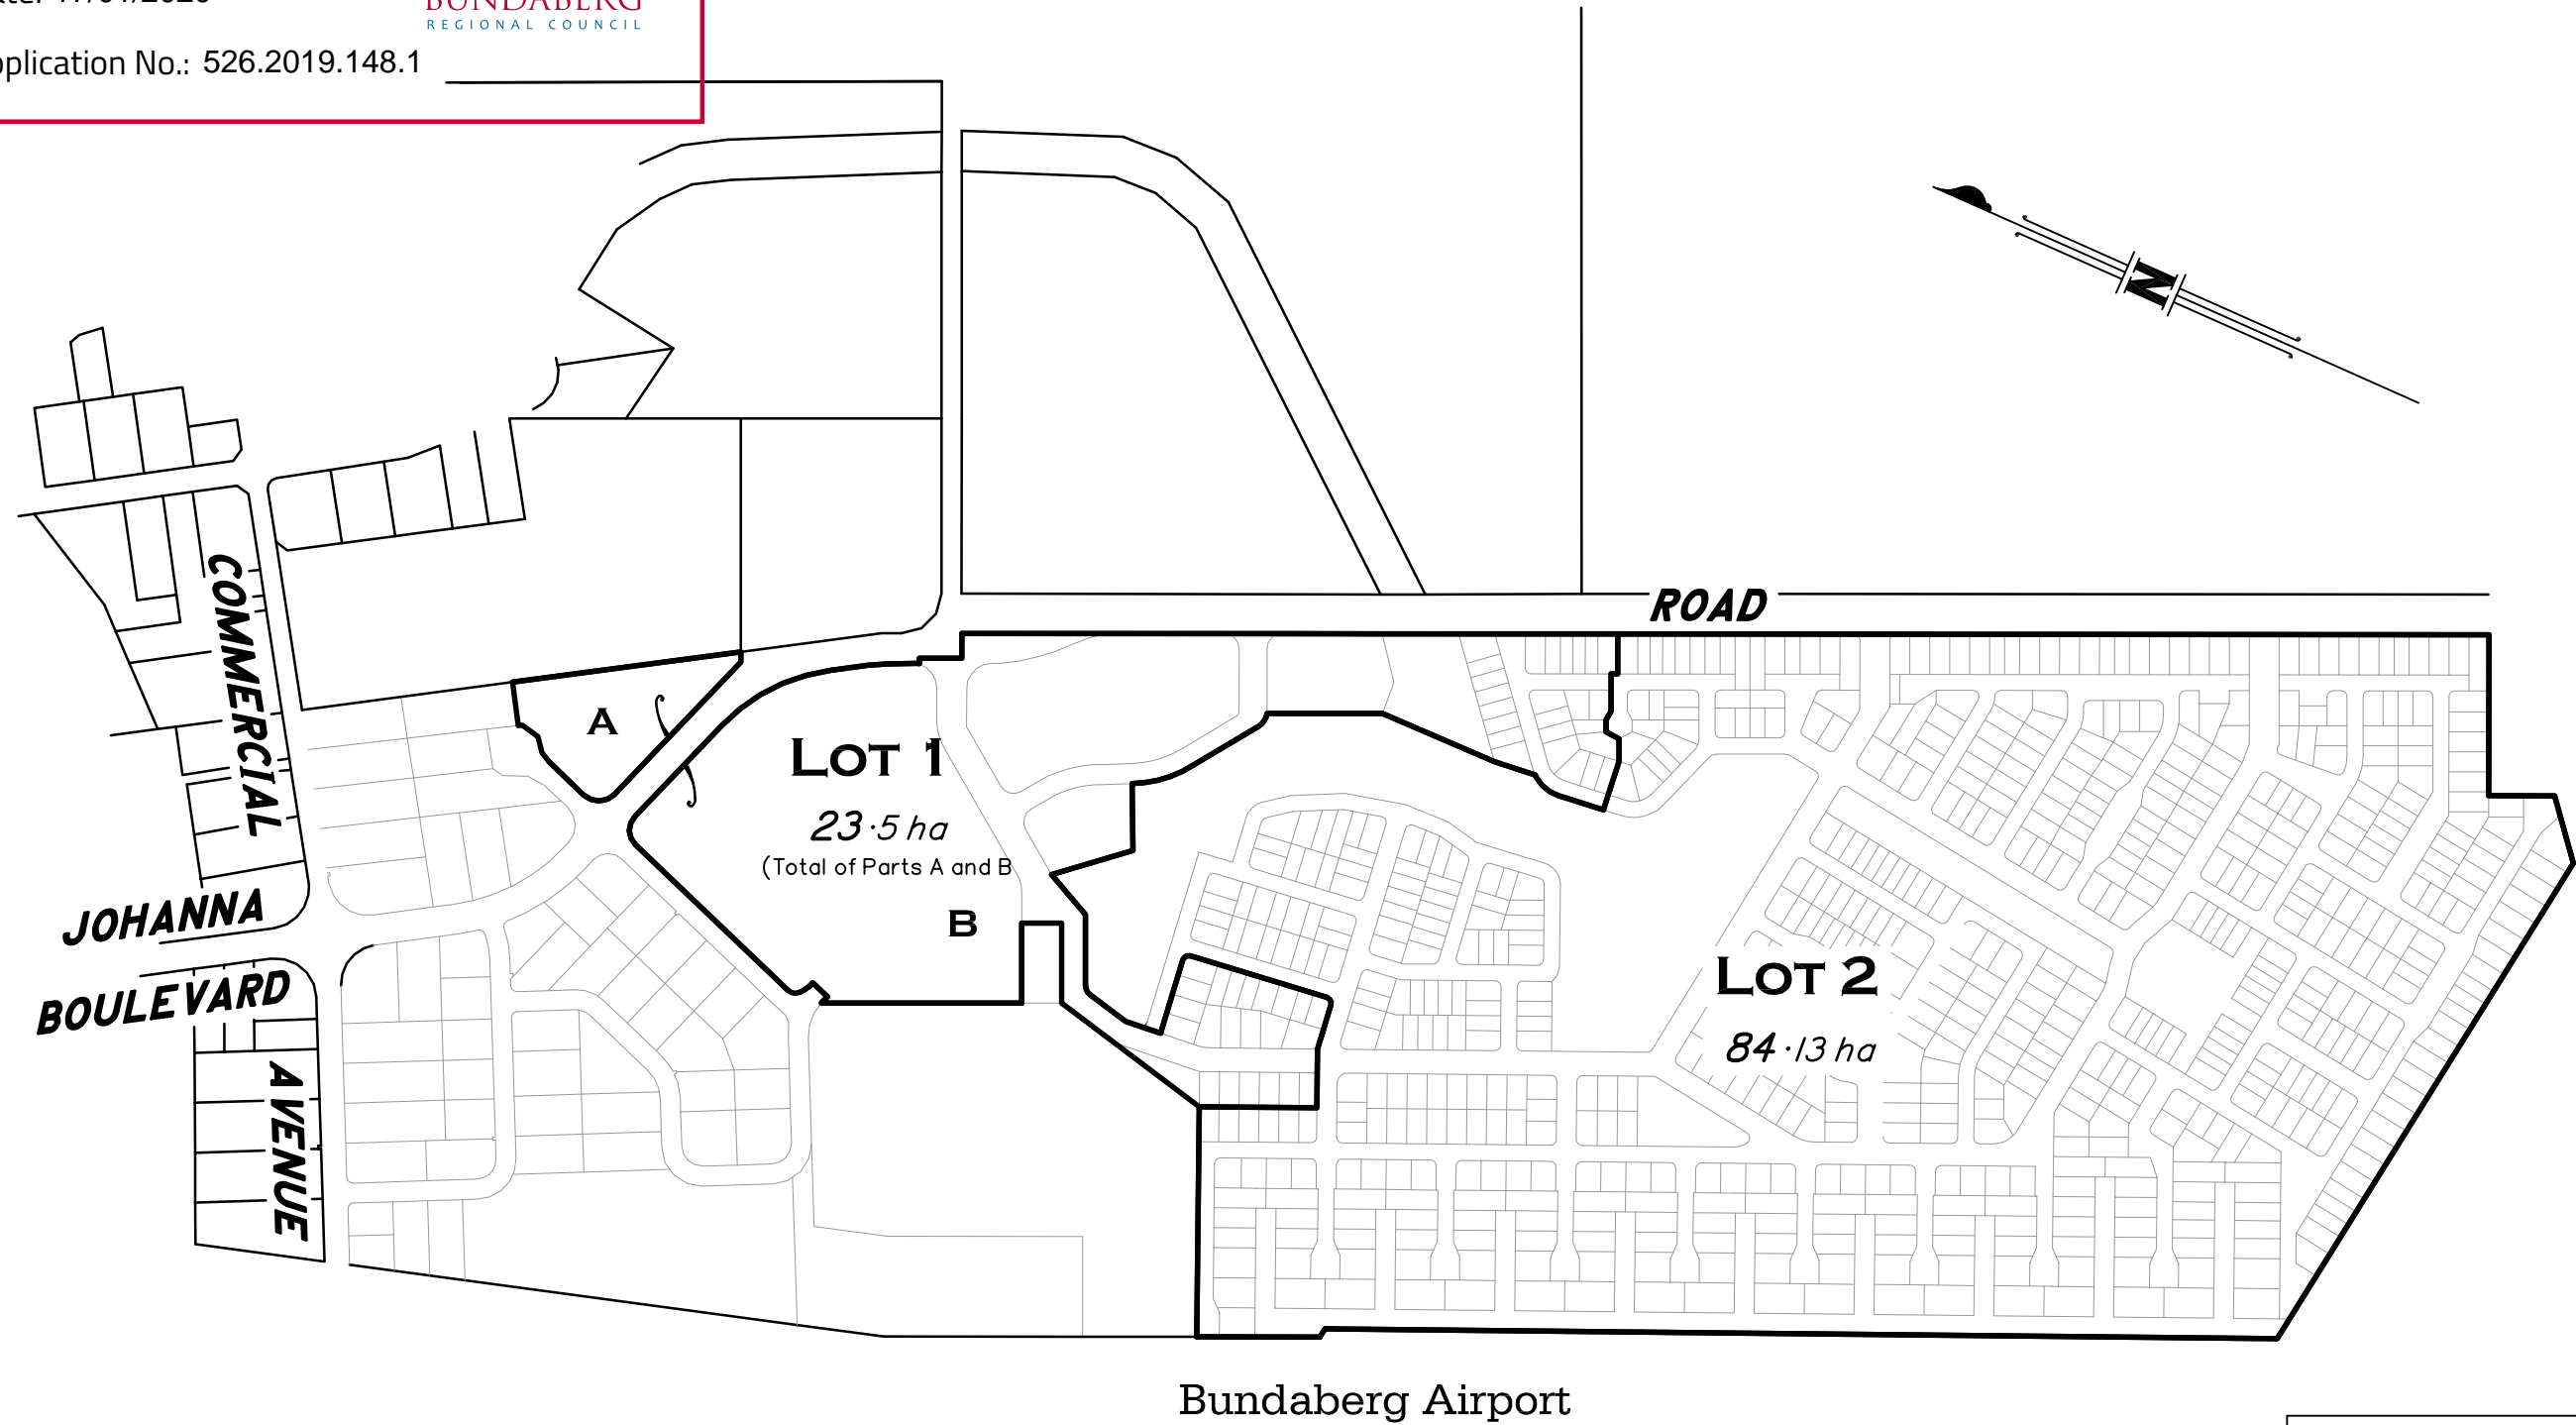 BUNDABERG
REGIONAL COUNCIL
Application No.: 526.2019.148.1
N
ROAD
COMMERCIAL
A
LOT 1
23·5 ha
(Total of Parts A and B
B
JOHANNA
BOULEVARD
AVENUE
LOT 2
84·13 ha
Bundaberg Airport